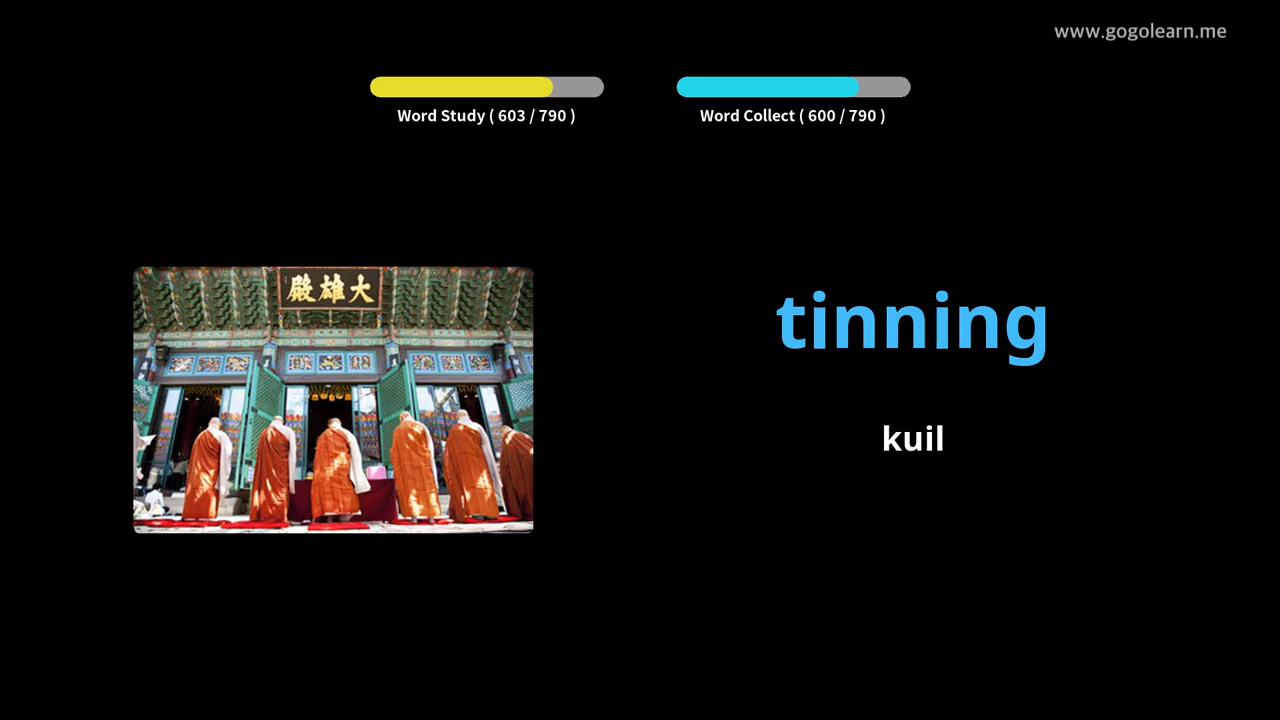 www.gogolearn.me
Word Study ( 603 / 790 )
Word Collect ( 600 / 790 )
殿雄大
tinning
kuil